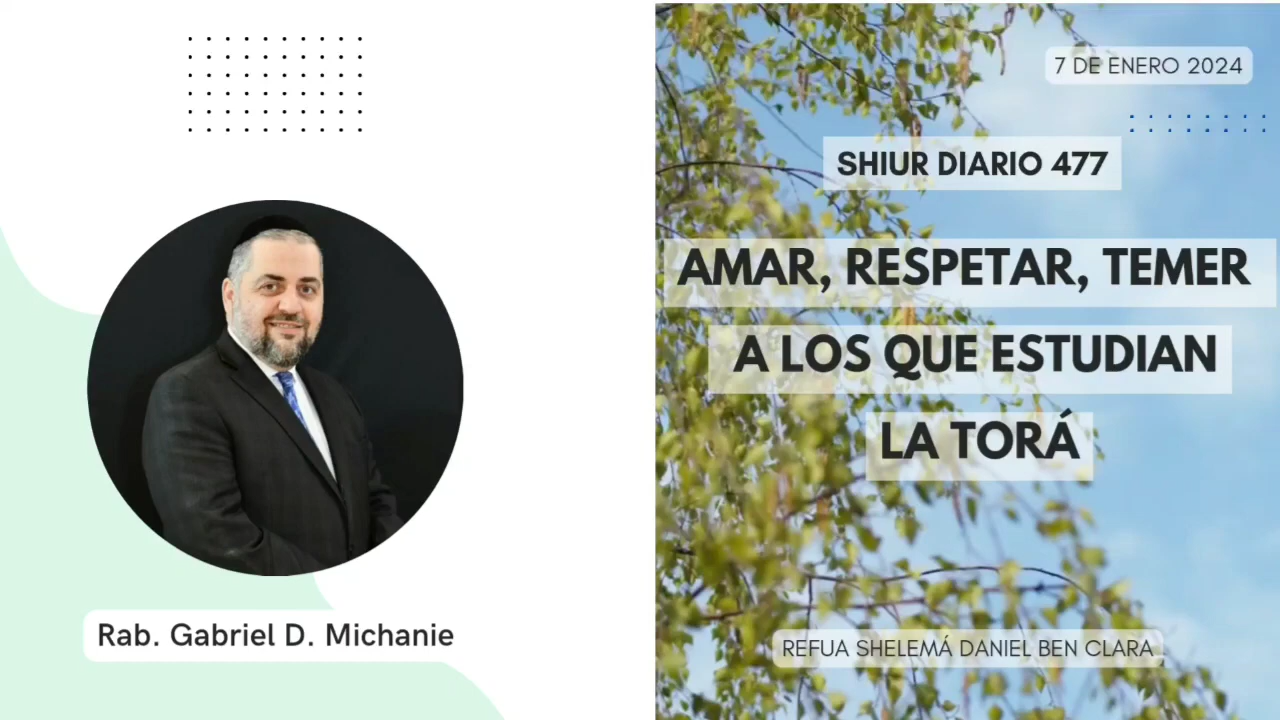 7 DE ENERO 2024
SHIUR DIARIO 477
AMAR, RESPETAR, TEMER
A LOS QUE ESTUDIAN
LA TORÁ
Rab. Gabriel D. Michanie
REFUA SHELEMÁ DANIEL BEN CLARA